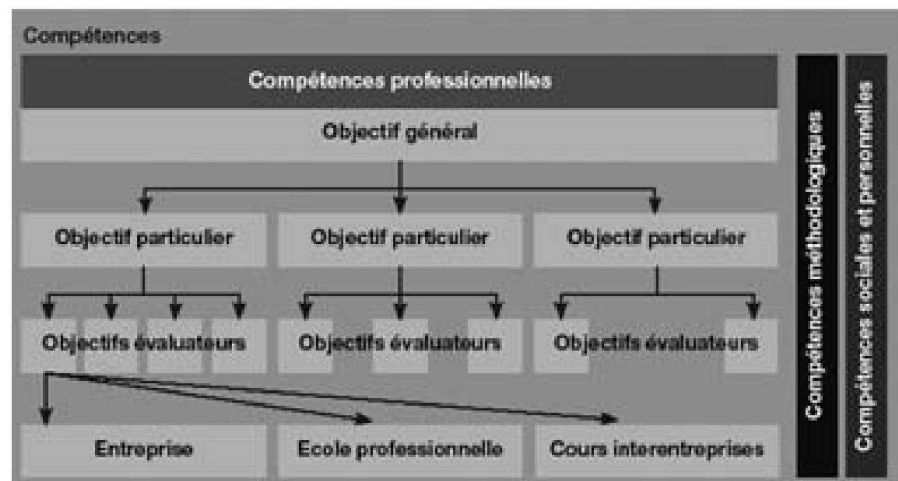 Compétences
Compétences professionnelles
Objectif général
Objectif particulier
Objectif particulier
Objectif particulier
Objectifs évaluateurs
Objectifs évaluateurs
Objectifs évaluateurs
Entreprise
Ecole professionnelle
Cours interentreprises
Compétences méthodologiques
Compétences sociales et personnelles